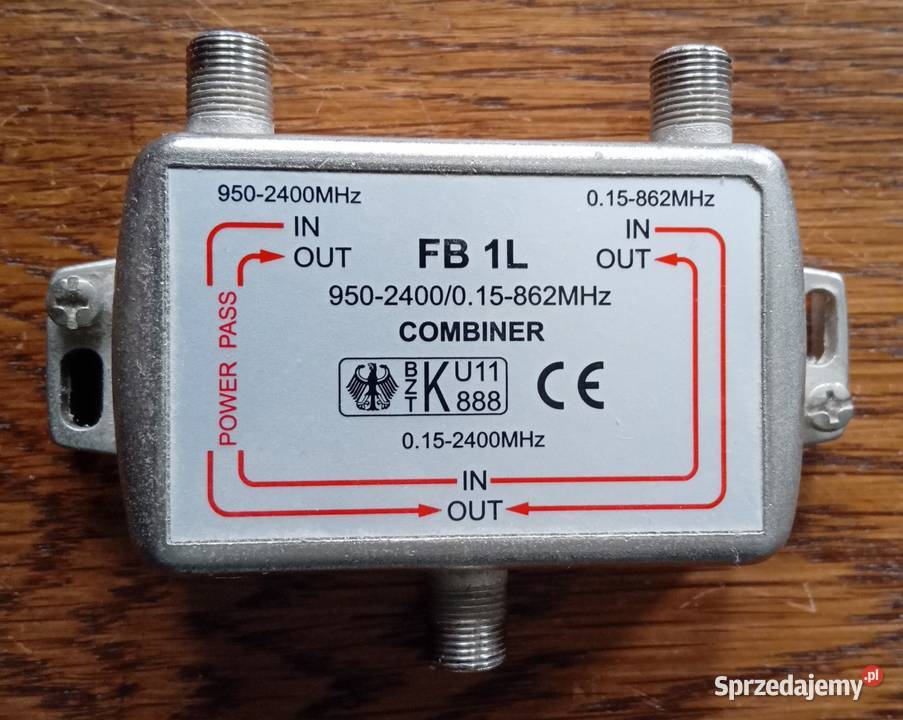 950-2400MHz
0.15-862MHz
IN
OUT
IN
OUT
FB 1L
950-2400/0.15-862MHz
COMBINER
POWER PASS
BZT K U11 888
CE
0.15-2400MHz
IN
OUT
Sprzedajemy.pl